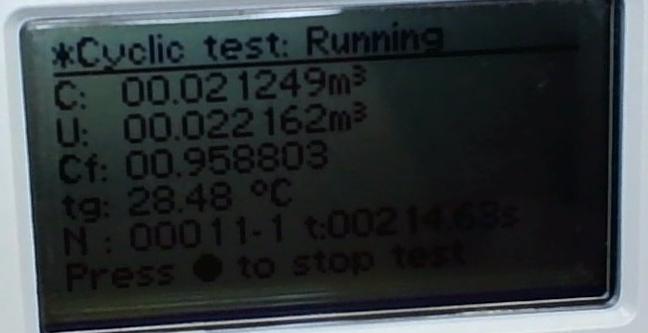 *Cyclic test: Running
C: 00.021249m³
U: 00.022162m³
Cf: 00.958803
tg: 28.48 °C
N : 00011-1 t:00214.63s
Press ● to stop test